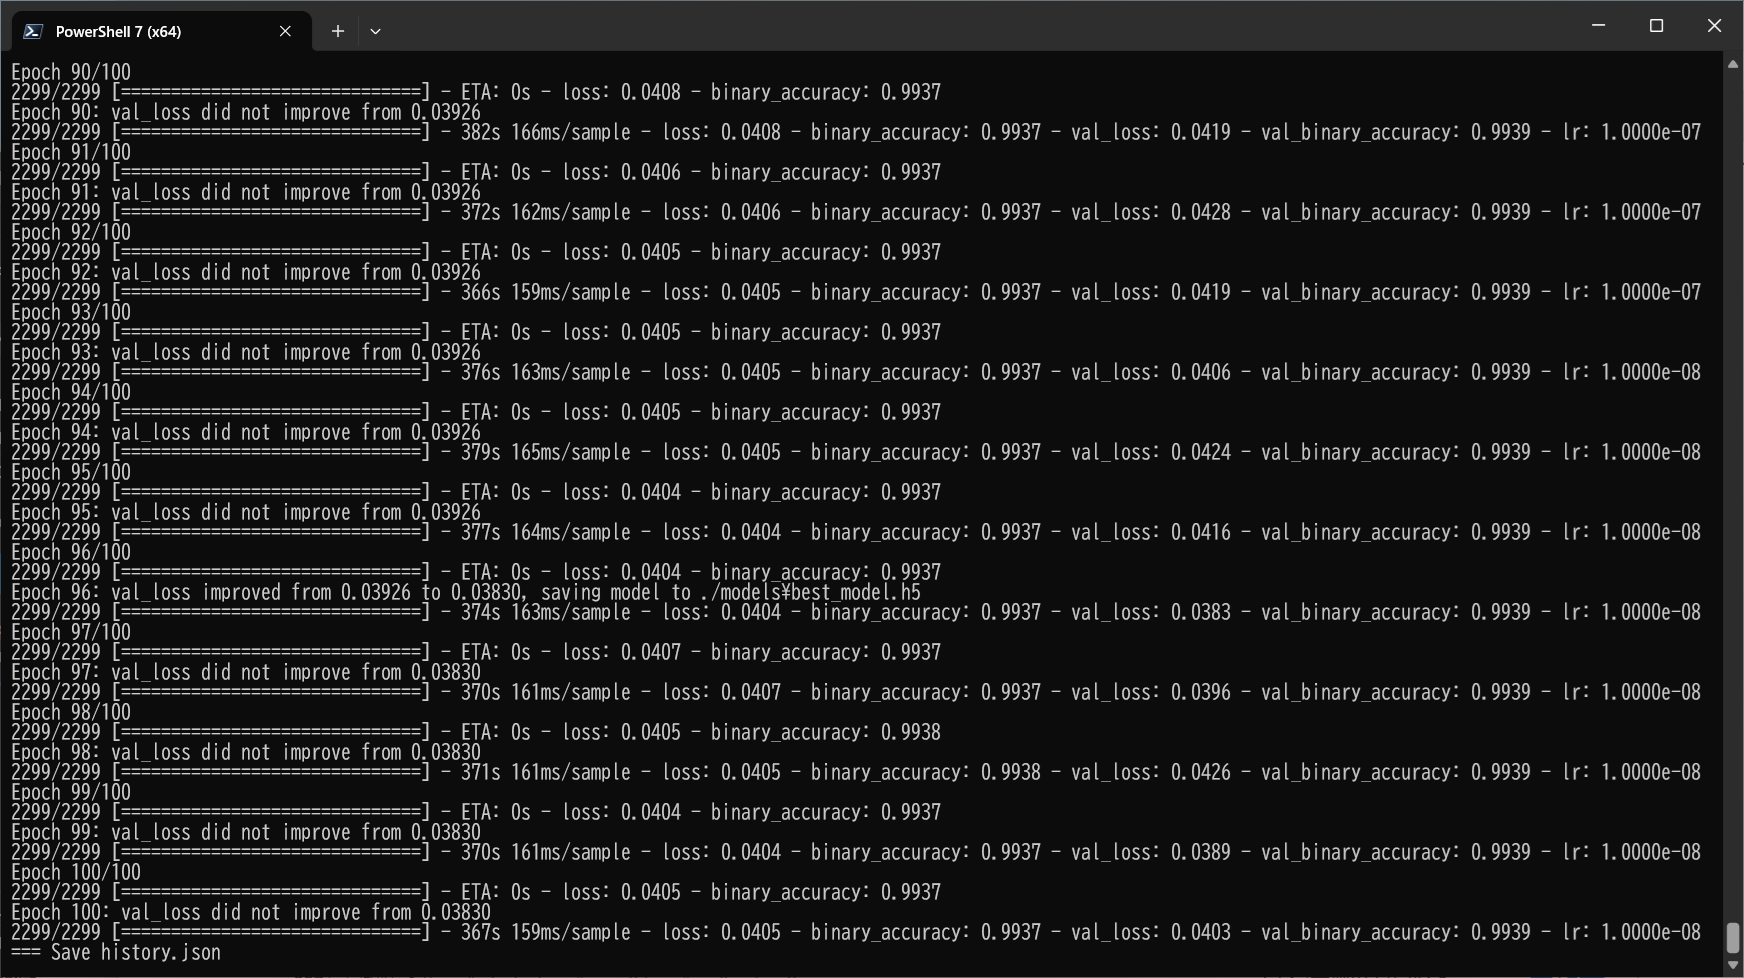 PowerShell 7 (x64)
Epoch 90/100
2299/2299 [==============================] - ETA: 0s - loss: 0.0408 - binary_accuracy: 0.9937
Epoch 90: val_loss did not improve from 0.03926
2299/2299 [==============================] - 382s 166ms/sample - loss: 0.0408 - binary_accuracy: 0.9937 - val_loss: 0.0419 - val_binary_accuracy: 0.9939 - lr: 1.0000e-07
Epoch 91/100
2299/2299 [==============================] - ETA: 0s - loss: 0.0406 - binary_accuracy: 0.9937
Epoch 91: val_loss did not improve from 0.03926
2299/2299 [==============================] - 372s 162ms/sample - loss: 0.0406 - binary_accuracy: 0.9937 - val_loss: 0.0428 - val_binary_accuracy: 0.9939 - lr: 1.0000e-07
Epoch 92/100
2299/2299 [==============================] - ETA: 0s - loss: 0.0405 - binary_accuracy: 0.9937
Epoch 92: val_loss did not improve from 0.03926
2299/2299 [==============================] - 366s 159ms/sample - loss: 0.0405 - binary_accuracy: 0.9937 - val_loss: 0.0419 - val_binary_accuracy: 0.9939 - lr: 1.0000e-07
Epoch 93/100
2299/2299 [==============================] - ETA: 0s - loss: 0.0405 - binary_accuracy: 0.9937
Epoch 93: val_loss did not improve from 0.03926
2299/2299 [==============================] - 376s 163ms/sample - loss: 0.0405 - binary_accuracy: 0.9937 - val_loss: 0.0406 - val_binary_accuracy: 0.9939 - lr: 1.0000e-08
Epoch 94/100
2299/2299 [==============================] - ETA: 0s - loss: 0.0405 - binary_accuracy: 0.9937
Epoch 94: val_loss did not improve from 0.03926
2299/2299 [==============================] - 379s 165ms/sample - loss: 0.0405 - binary_accuracy: 0.9937 - val_loss: 0.0424 - val_binary_accuracy: 0.9939 - lr: 1.0000e-08
Epoch 95/100
2299/2299 [==============================] - ETA: 0s - loss: 0.0404 - binary_accuracy: 0.9937
Epoch 95: val_loss did not improve from 0.03926
2299/2299 [==============================] - 377s 164ms/sample - loss: 0.0404 - binary_accuracy: 0.9937 - val_loss: 0.0416 - val_binary_accuracy: 0.9939 - lr: 1.0000e-08
Epoch 96/100
2299/2299 [==============================] - ETA: 0s - loss: 0.0404 - binary_accuracy: 0.9937
Epoch 96: val_loss improved from 0.03926 to 0.03830, saving model to ./models¥best_model.h5
2299/2299 [==============================] - 374s 163ms/sample - loss: 0.0404 - binary_accuracy: 0.9937 - val_loss: 0.0383 - val_binary_accuracy: 0.9939 - lr: 1.0000e-08
Epoch 97/100
2299/2299 [==============================] - ETA: 0s - loss: 0.0407 - binary_accuracy: 0.9937
Epoch 97: val_loss did not improve from 0.03830
2299/2299 [==============================] - 370s 161ms/sample - loss: 0.0407 - binary_accuracy: 0.9937 - val_loss: 0.0396 - val_binary_accuracy: 0.9939 - lr: 1.0000e-08
Epoch 98/100
2299/2299 [==============================] - ETA: 0s - loss: 0.0405 - binary_accuracy: 0.9938
Epoch 98: val_loss did not improve from 0.03830
2299/2299 [==============================] - 371s 161ms/sample - loss: 0.0405 - binary_accuracy: 0.9938 - val_loss: 0.0426 - val_binary_accuracy: 0.9939 - lr: 1.0000e-08
Epoch 99/100
2299/2299 [==============================] - ETA: 0s - loss: 0.0404 - binary_accuracy: 0.9937
Epoch 99: val_loss did not improve from 0.03830
2299/2299 [==============================] - 370s 161ms/sample - loss: 0.0404 - binary_accuracy: 0.9937 - val_loss: 0.0389 - val_binary_accuracy: 0.9939 - lr: 1.0000e-08
Epoch 100/100
2299/2299 [==============================] - ETA: 0s - loss: 0.0405 - binary_accuracy: 0.9937
Epoch 100: val_loss did not improve from 0.03830
2299/2299 [==============================] - 367s 159ms/sample - loss: 0.0405 - binary_accuracy: 0.9937 - val_loss: 0.0403 - val_binary_accuracy: 0.9939 - lr: 1.0000e-08
=== Save history.json